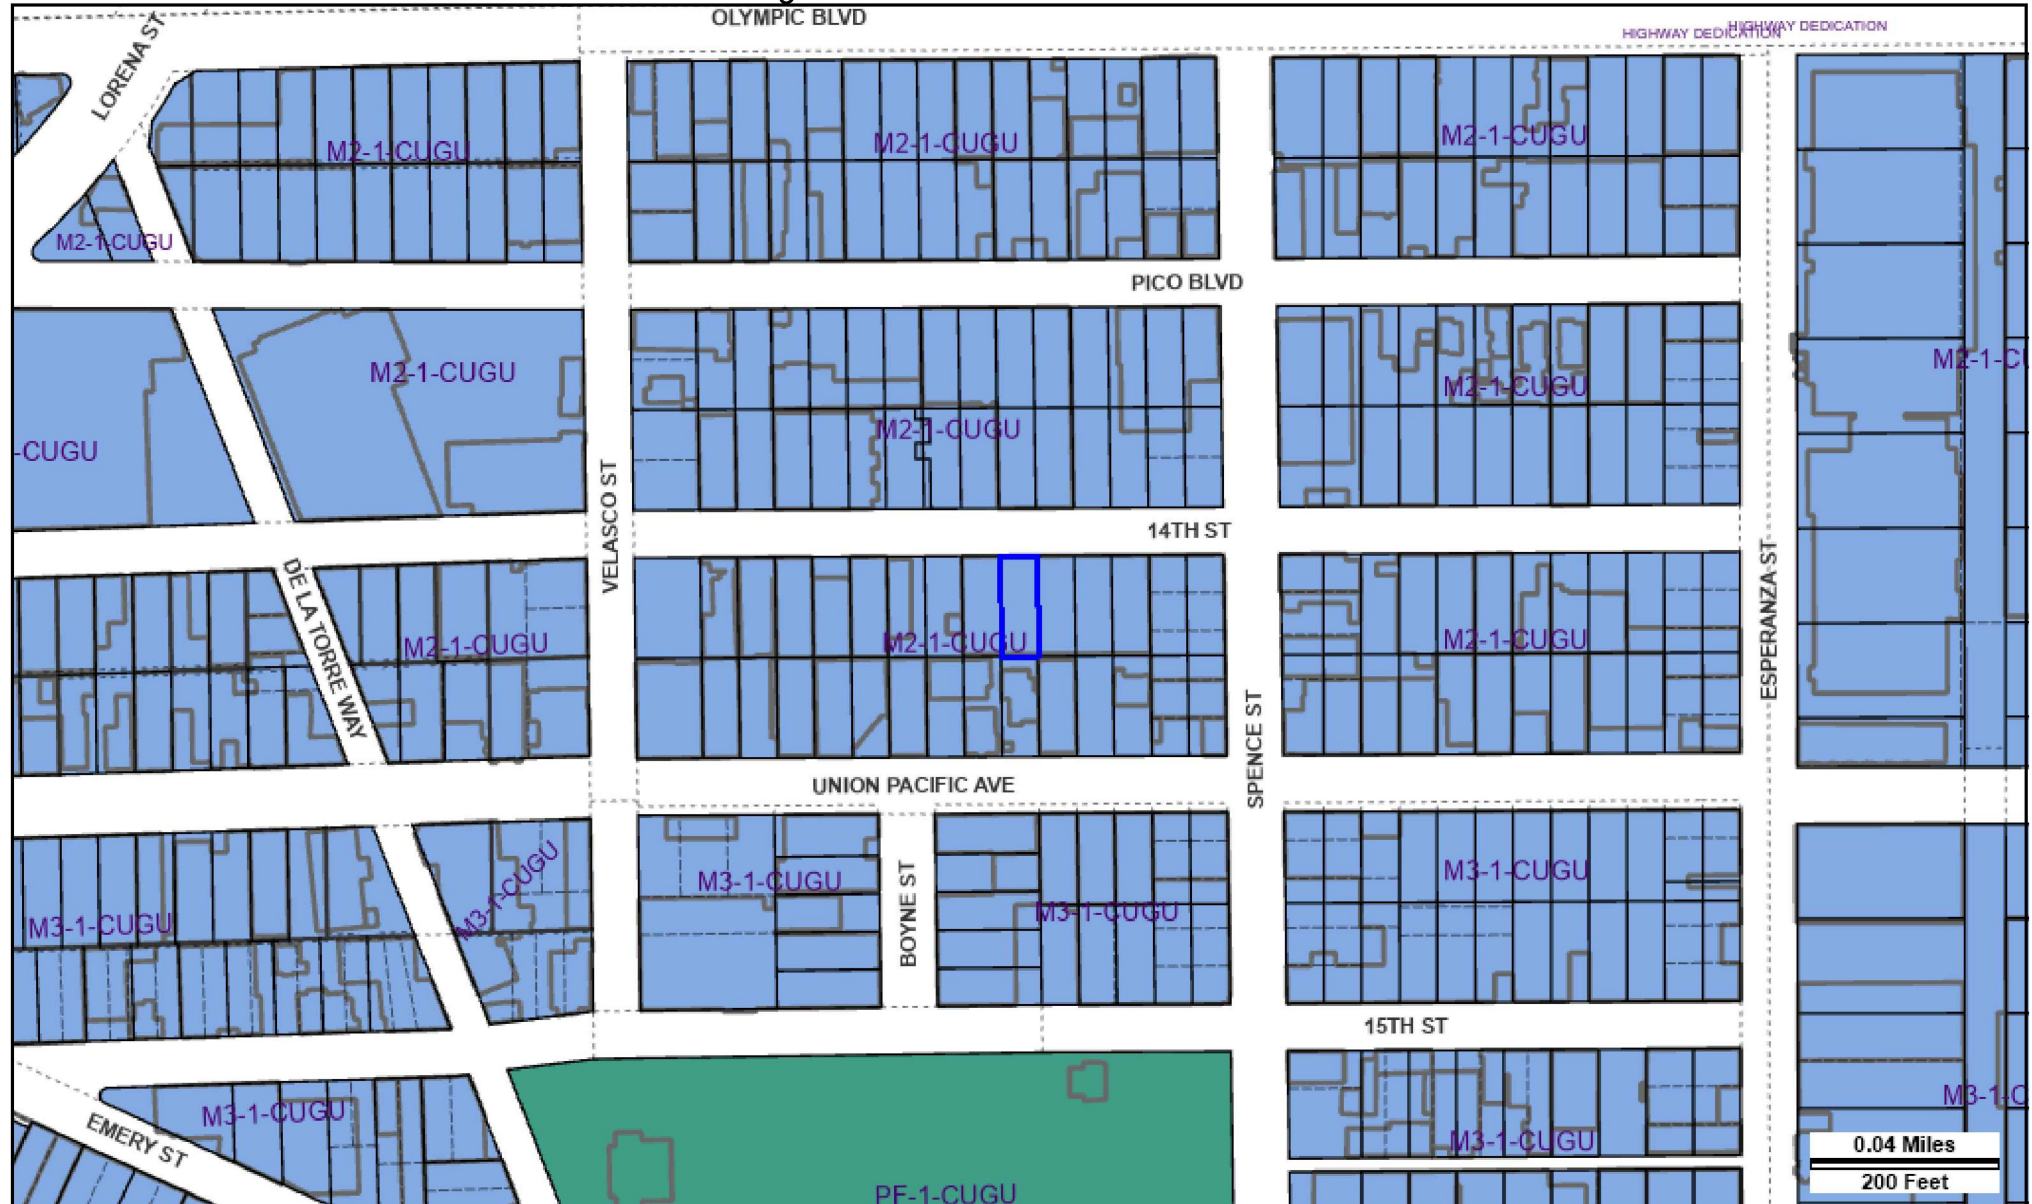 OLYMPIC BLVD
HIGHWAY DEDICATION
HIGHWAY DEDICATION
LORENA ST
M2-1-CUGU
M2-1-CUGU
M2-1-CUGU
M2-1-CUGU
PICO BLVD
M2-1-CUGU
M2-1-CUGU
M2-1-CU
-CUGU
M2-1-CUGU
VELASCO ST
14TH ST
ESPERANZA ST
DE LA TORRE WAY
M2-1-CUGU
M2-1-CUGU
M2-1-CUGU
SPENCE ST
UNION PACIFIC AVE
M3-1-CUGU
M3-1-CUGU
M3-1-CUGU
BOYNE ST
M3-1-CUGU
M3-1-CUGU
15TH ST
M3-1-CUGU
M3-1-C
EMERY ST
M3-1-CUGU
PF-1-CUGU
0.04 Miles
200 Feet